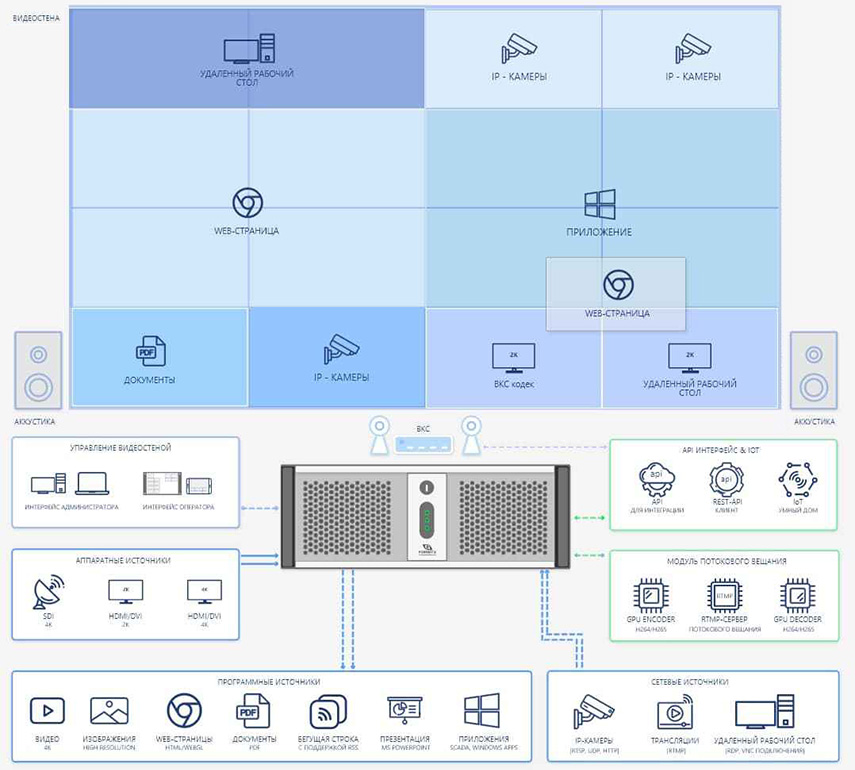 ВИДЕОСТЕНА
УДАЛЕННЫЙ РАБОЧИЙ
СТОЛ
IP - КАМЕРЫ
IP - КАМЕРЫ
WEB-СТРАНИЦА
ПРИЛОЖЕНИЕ
WEB-СТРАНИЦА
PDF
ДОКУМЕНТЫ
IP - КАМЕРЫ
2K
ВКС кодек
2K
УДАЛЕННЫЙ РАБОЧИЙ
СТОЛ
АККУСТИКА
АККУСТИКА
ВКС
УПРАВЛЕНИЕ ВИДЕОСТЕНОЙ
ИНТЕРФЕЙС АДМИНИСТРАТОРА
ИНТЕРФЕЙС ОПЕРАТОРА
API ИНТЕРФЕЙС & IOT
api
API
ДЛЯ ИНТЕГРАЦИИ
api
REST-API
КЛИЕНТ
IoT
УМНЫЙ ДОМ
АППАРАТНЫЕ ИСТОЧНИКИ
SDI
4K
2K
HDMI/DVI
2K
4K
HDMI/DVI
4K
МОДУЛЬ ПОТОКОВОГО ВЕЩАНИЯ
GPU ENCODER
H264/H265
RTMP
RTMP-СЕРВЕР
ПОТОКОВОГО ВЕЩАНИЯ
GPU DECODER
H264/H265
ПРОГРАММНЫЕ ИСТОЧНИКИ
ВИДЕО
4K
ИЗОБРАЖЕНИЯ
HIGH RESOLUTION
WEB-СТРАНИЦЫ
HTML/WEBGL
PDF
ДОКУМЕНТЫ
PDF
БЕГУЩАЯ СТРОКА
С ПОДДЕРЖКОЙ RSS
ПРЕЗЕНТАЦИЯ
MS POWERPOINT
ПРИЛОЖЕНИЯ
SCADA, WINDOWS APPS
СЕТЕВЫЕ ИСТОЧНИКИ
IP-КАМЕРЫ
(RTSP, UDP, HTTP)
ТРАНСЛЯЦИИ
(RTMP)
УДАЛЕННЫЙ РАБОЧИЙ СТОЛ
(RDP, VNC ПОДКЛЮЧЕНИЯ)